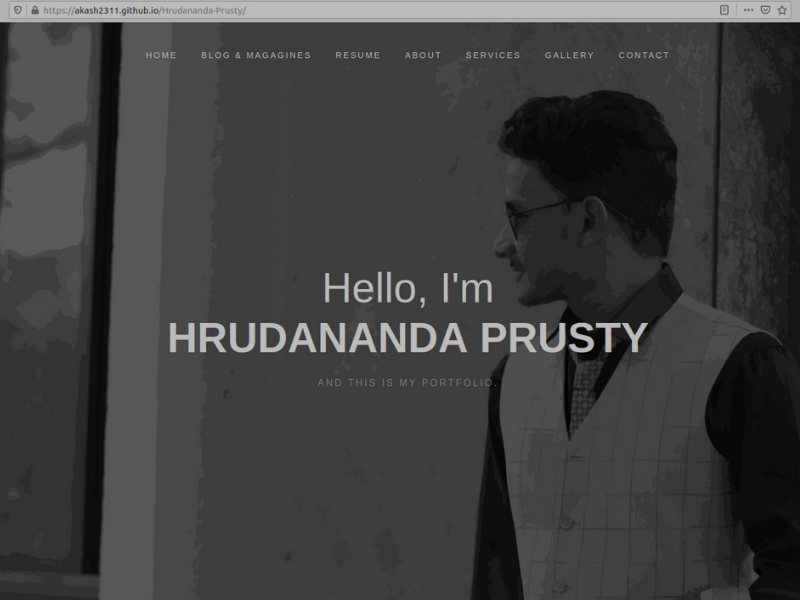 https://akash2311.github.io/Hrudananda-Prusty/
HOME BLOG & MAGAGINES RESUME ABOUT SERVICES GALLERY CONTACT
Hello, I'm
HRUDANANDA PRUSTY
AND THIS IS MY PORTFOLIO.